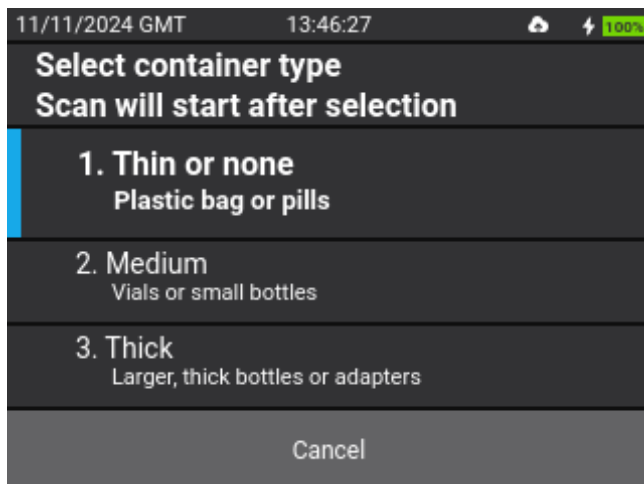 11/11/2024 GMT 13:46:27 100%
Select container type
Scan will start after selection
1. Thin or none
Plastic bag or pills
2. Medium
Vials or small bottles
3. Thick
Larger, thick bottles or adapters
Cancel